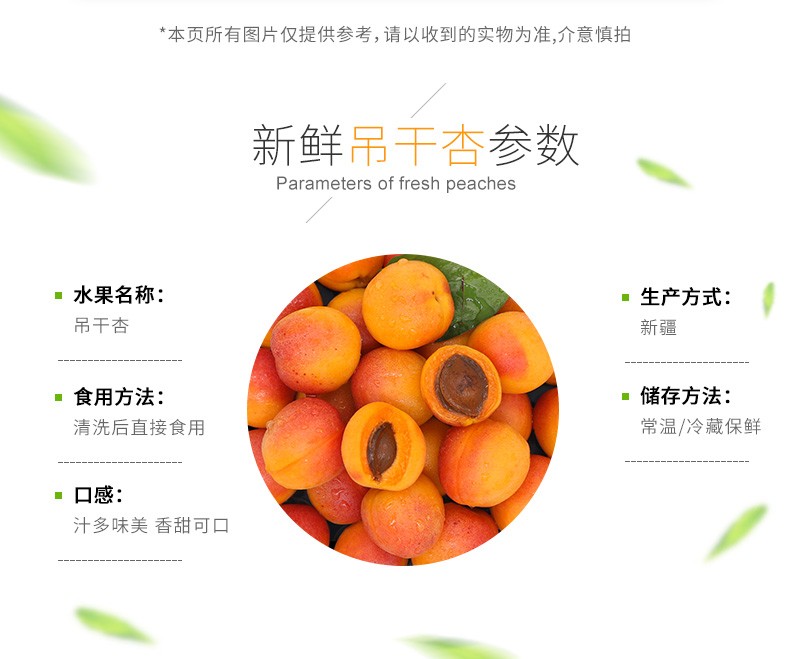 *本页所有图片仅提供参考，请以收到的实物为准,介意慎拍
新鲜吊干杏参数
Parameters of fresh peaches
水果名称：
吊干杏
食用方法：
清洗后直接食用
口感：
汁多味美 香甜可口
生产方式：
新疆
储存方法：
常温/冷藏保鲜